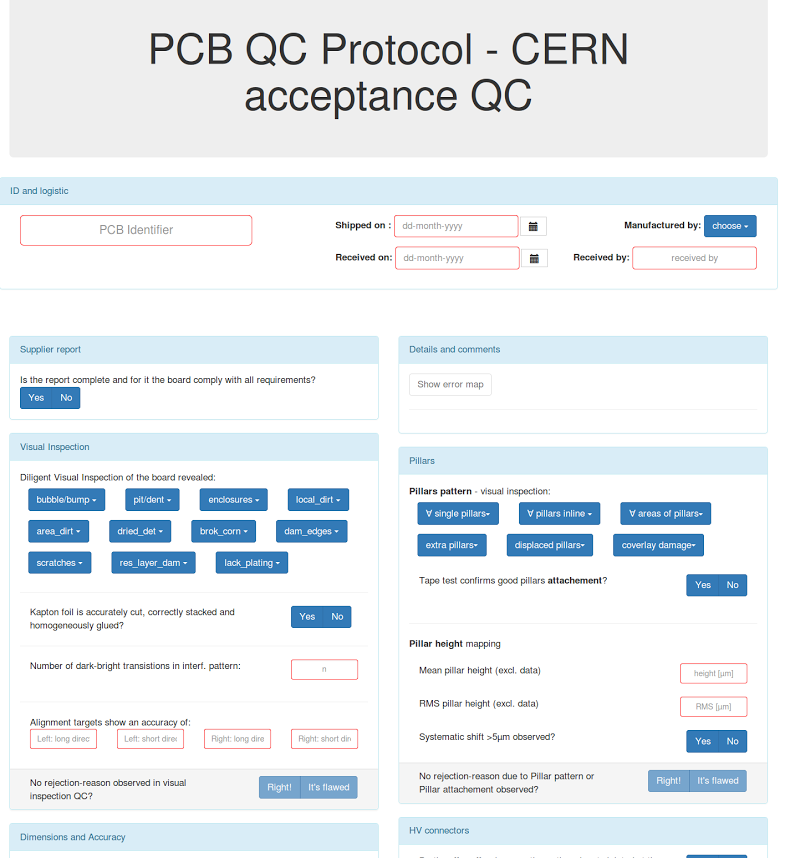 PCB QC Protocol - CERN
acceptance QC
ID and logistic
PCB Identifier
Shipped on : dd-month-yyyy
Manufactured by: choose
Received on: dd-month-yyyy
Received by: received by
Supplier report
Is the report complete and for it the board comply with all requirements?
Yes No
Visual Inspection
Diligent Visual Inspection of the board revealed:
bubble/bump pit/dent enclosures local_dirt
area_dirt dried_det brok_corn dam_edges
scratches res_layer_dam lack_plating
Kapton foil is accurately cut, correctly stacked and
homogeneously glued?
Yes No
Number of dark-bright transistions in interf. pattern:
n
Alignment targets show an accuracy of:
Left: long direc Left: short direc Right: long dire Right: short din
No rejection-reason observed in visual
inspection QC?
Right! It's flawed
Dimensions and Accuracy
Details and comments
Show error map
Pillars
Pillars pattern - visual inspection:
∀ single pillars ∀ pillars inline ∀ areas of pillars
extra pillars displaced pillars coverlay damage
Tape test confirms good pillars attachement?
Yes No
Pillar height mapping
Mean pillar height (excl. data)
height [μm]
RMS pillar height (excl. data)
RMS [μm]
Systematic shift >5μm observed?
Yes No
No rejection-reason due to Pillar pattern or
Pillar attachement observed?
Right! It's flawed
HV connectors